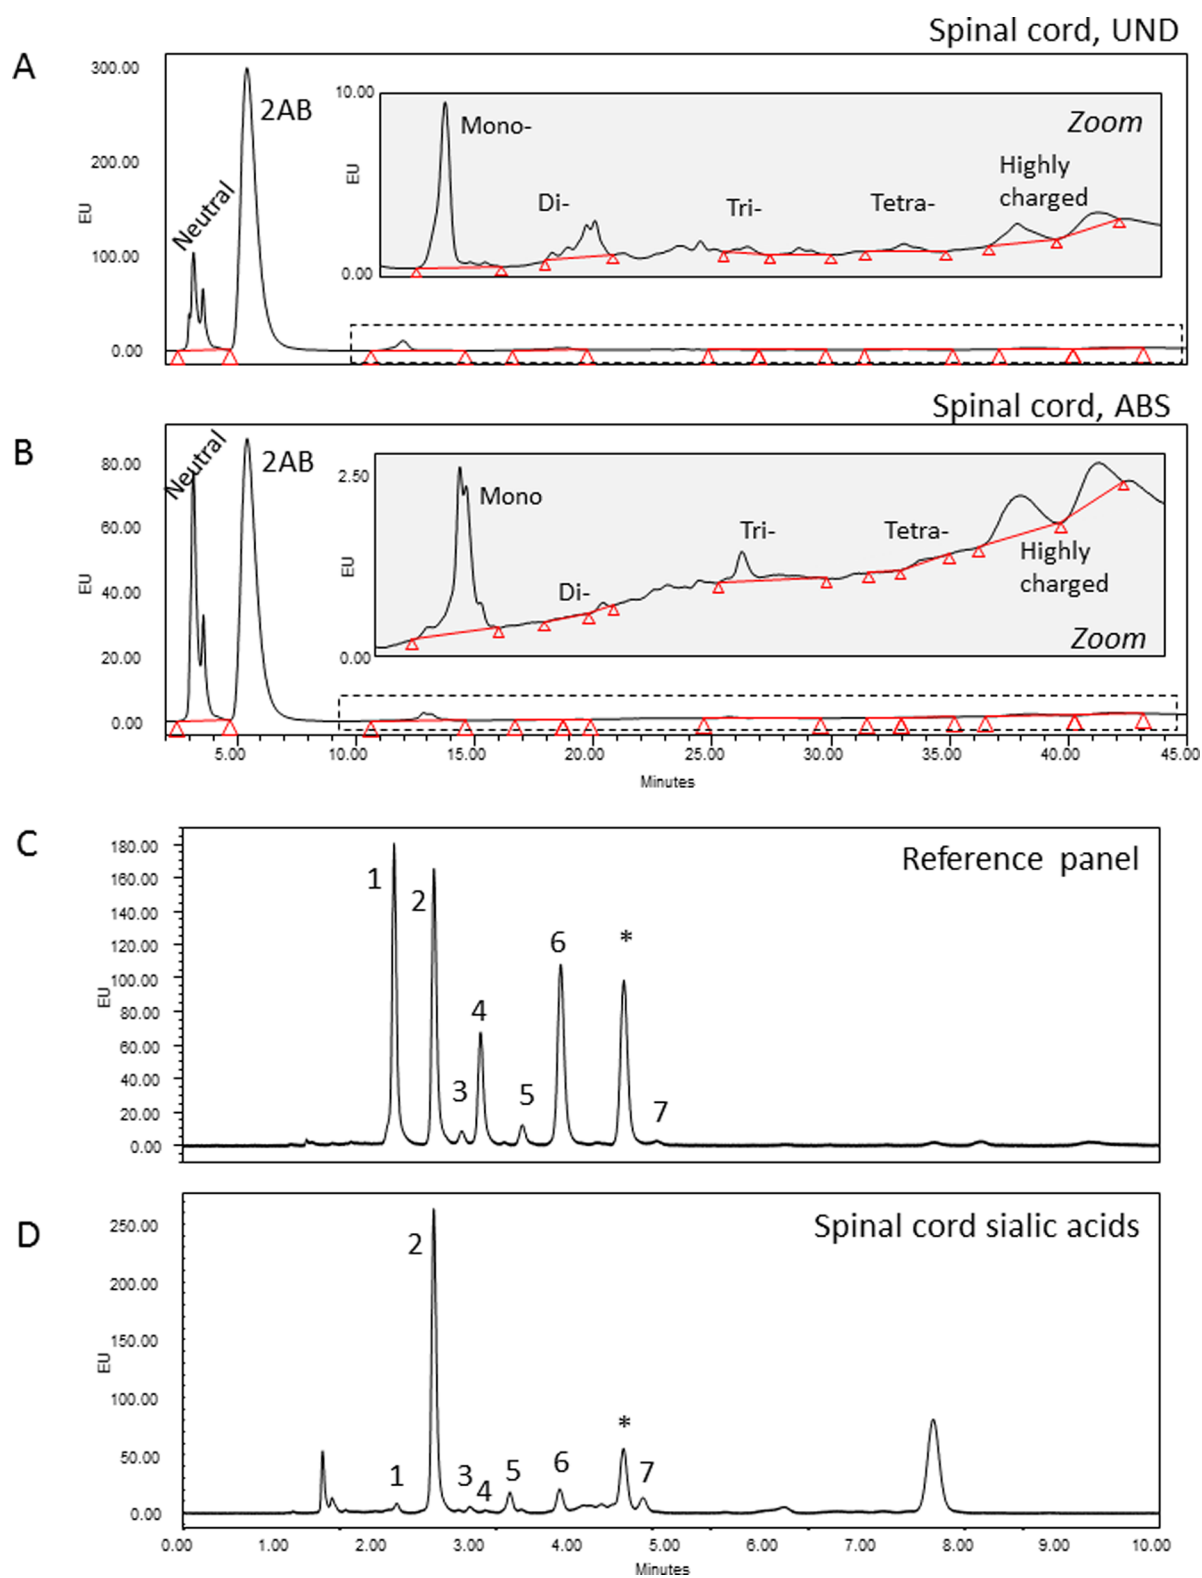 Spinal cord, UND
A
300.00
200.00
100.00
0.00
EU
Neutral
2AB
10.00
EU
0.00
Mono-
Di-
Tri-
Tetra-
Highly
charged
Zoom
Spinal cord, ABS
B
80.00
60.00
40.00
20.00
0.00
EU
Neutral
2AB
2.50
EU
0.00
Mono
Di-
Tri-
Tetra-
Highly
charged
Zoom
5.00 10.00 15.00 20.00 25.00 30.00 35.00 40.00 45.00
Minutes
C
Reference panel
180.00
160.00
140.00
120.00
100.00
80.00
60.00
40.00
20.00
0.00
EU
1 2 3 4 5 6 * 7
D
Spinal cord sialic acids
250.00
200.00
150.00
100.00
50.00
0.00
EU
1 2 3 4 5 6 * 7
0.00 1.00 2.00 3.00 4.00 5.00 6.00 7.00 8.00 9.00 10.00
Minutes